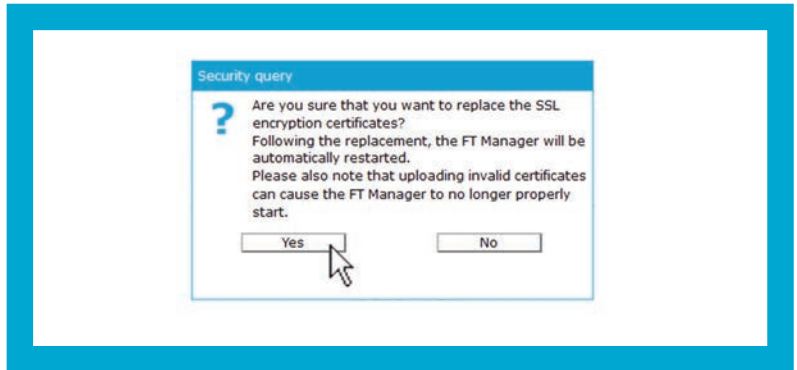 Security query
Are you sure that you want to replace the SSL
encryption certificates?
Following the replacement, the FT Manager will be
automatically restarted.
Please also note that uploading invalid certificates
can cause the FT Manager to no longer properly
start.
Yes No